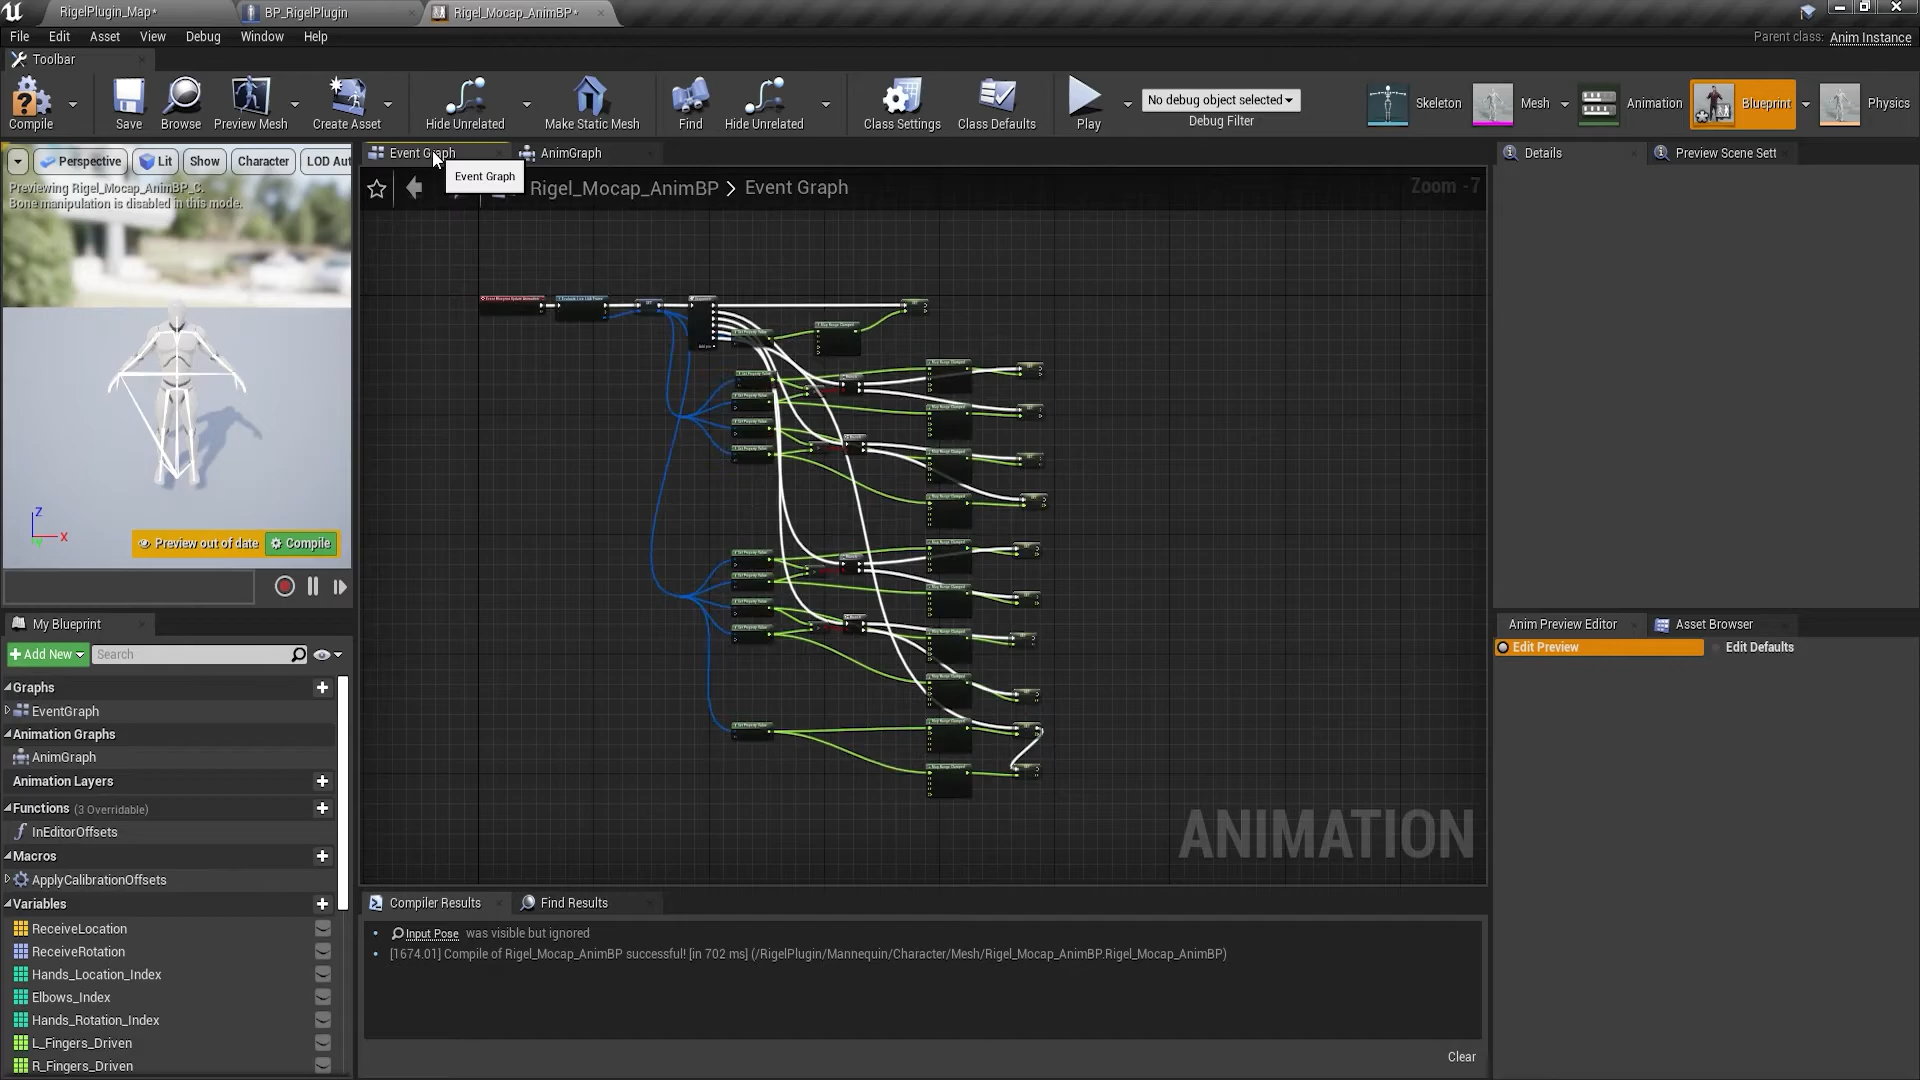 RigelPlugin_Map*
BP_RigelPlugin
Rigel_Mocap_AnimBP*
File Edit Asset View Debug Window Help
Parent class: Anim Instance
Toolbar
Compile
Save
Browse
Preview Mesh
Create Asset
Hide Unrelated
Make Static Mesh
Find
Hide Unrelated
Class Settings
Class Defaults
Play
No debug object selected
Debug Filter
Skeleton
Mesh
Animation
Blueprint
Physics
Perspective
Lit
Show
Character
LOD Aut
Previewing Rigel_Mocap_AnimBP_C.
Bone manipulation is disabled in this mode.
Z
X
Preview out of date
Compile
Event Graph
AnimGraph
Event Graph
Rigel_Mocap_AnimBP > Event Graph
Zoom -7
ANIMATION
Details
Preview Scene Sett
My Blueprint
+Add New
Search
Graphs
EventGraph
Animation Graphs
AnimGraph
Animation Layers
Functions (3 Overridable)
InEditorOffsets
Macros
ApplyCalibrationOffsets
Variables
ReceiveLocation
ReceiveRotation
Hands_Location_Index
Elbows_Index
Hands_Rotation_Index
L_Fingers_Driven
R_Fingers_Driven
Compiler Results
Find Results
Input Pose was visible but ignored
[1674.01] Compile of Rigel_Mocap_AnimBP successful! [in 702 ms] (/RigelPlugin/Mannequin/Character/Mesh/Rigel_Mocap_AnimBP.Rigel_Mocap_AnimBP)
Clear
Anim Preview Editor
Asset Browser
Edit Preview
Edit Defaults